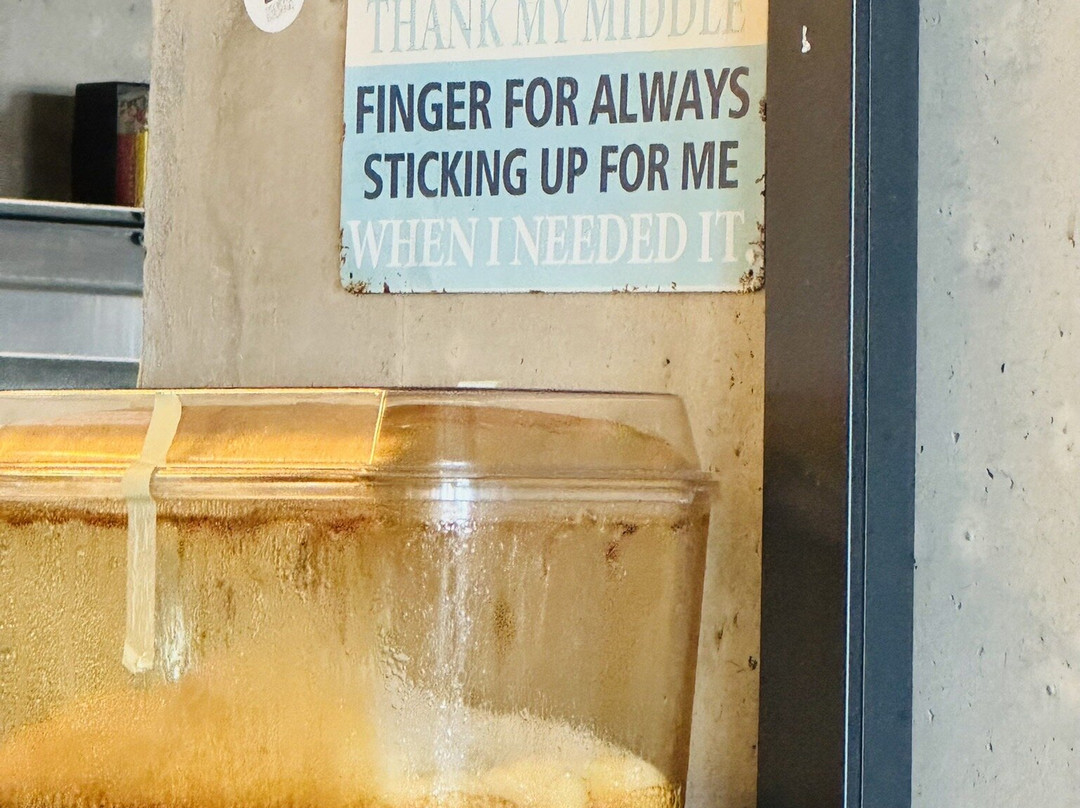 THANK MY MIDDLE
FINGER FOR ALWAYS
STICKING UP FOR ME
WHEN I NEEDED IT.